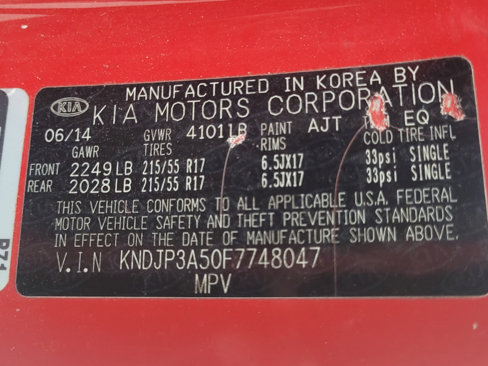 MANUFACTURED IN KOREA BY
KIA KIA MOTORS CORPORATION
06/14 GVWR 4101LB PAINT AJT EQ
GAWR TIRES RIMS COLD TIRE INFL
FRONT 2249LB 215/55 R17 6.5JX17 33psi SINGLE
REAR 2028LB 215/55 R17 6.5JX17 33psi SINGLE
THIS VEHICLE CONFORMS TO ALL APPLICABLE U.S.A. FEDERAL
MOTOR VEHICLE SAFETY AND THEFT PREVENTION STANDARDS
IN EFFECT ON THE DATE OF MANUFACTURE SHOWN ABOVE.
V.I.N KNDJP3A50F7748047
MPV